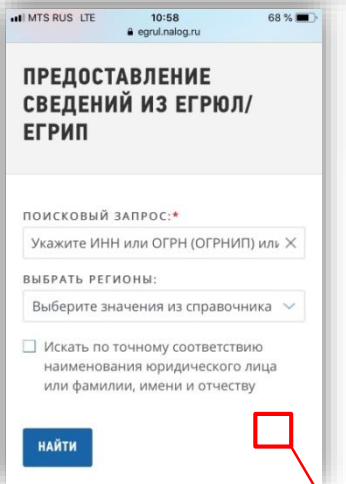 MTS RUS LTE 10:58 68 %
egrul.nalog.ru
ПРЕДОСТАВЛЕНИЕ
СВЕДЕНИЙ ИЗ ЕГРЮЛ/
ЕГРИП
ПОИСКОВЫЙ ЗАПРОС:*
Укажите ИНН или ОГРН (ОГРНИП) или
ВЫБРАТЬ РЕГИОНЫ:
Выберите значения из справочника
Искать по точному соответствию
наименования юридического лица
или фамилии, имени и отчеству
НАЙТИ